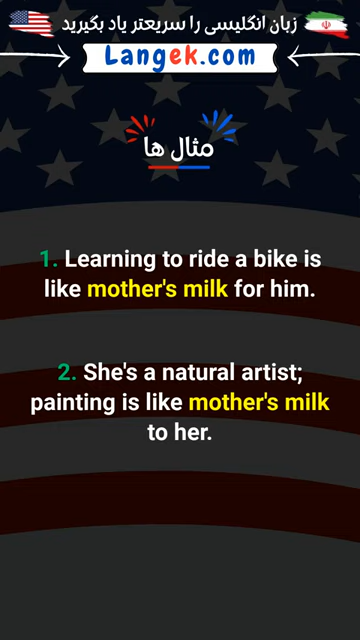 زبان انگلیسی را سریعتر یاد بگیرید
Langek.com
مثال ها
1. Learning to ride a bike is
like mother's milk for him.
2. She's a natural artist;
painting is like mother's milk
to her.